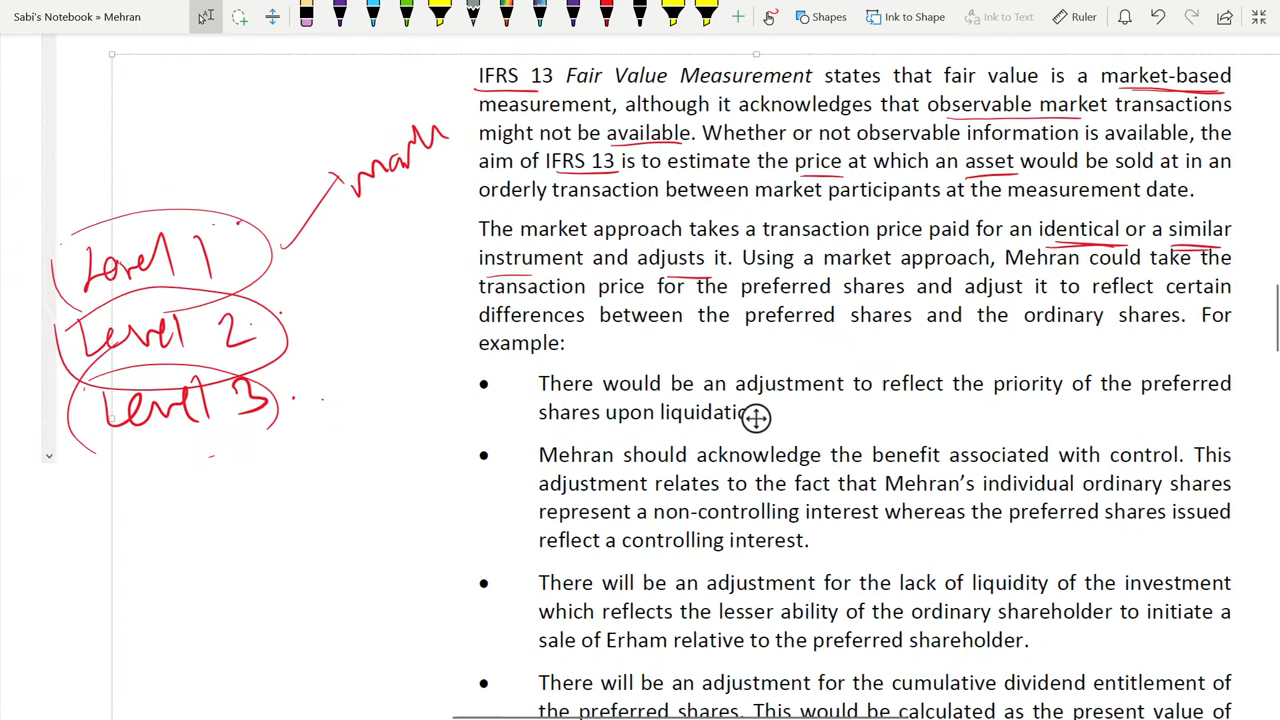 Sabi's Notebook » Mehran
Shapes
Ink to Shape
Ink to Text
Ruler
IFRS 13 Fair Value Measurement states that fair value is a market-based
measurement, although it acknowledges that observable market transactions
might not be available. Whether or not observable information is available, the
aim of IFRS 13 is to estimate the price at which an asset would be sold at in an
orderly transaction between market participants at the measurement date.
The market approach takes a transaction price paid for an identical or a similar
instrument and adjusts it. Using a market approach, Mehran could take the
transaction price for the preferred shares and adjust it to reflect certain
differences between the preferred shares and the ordinary shares. For
example:
• There would be an adjustment to reflect the priority of the preferred
shares upon
• Mehran should acknowledge the benefit associated with control. This
adjustment relates to the fact that Mehran's individual ordinary shares
represent a non-controlling interest whereas the preferred shares issued
reflect a controlling interest.
• There will be an adjustment for the lack of liquidity of the investment
which reflects the lesser ability of the ordinary shareholder to initiate a
sale of Erham relative to the preferred shareholder.
• There will be an adjustment for the cumulative dividend entitlement of
the preferred shares. This would be calculated as the present value of
Level 1
Level 2
Level 3